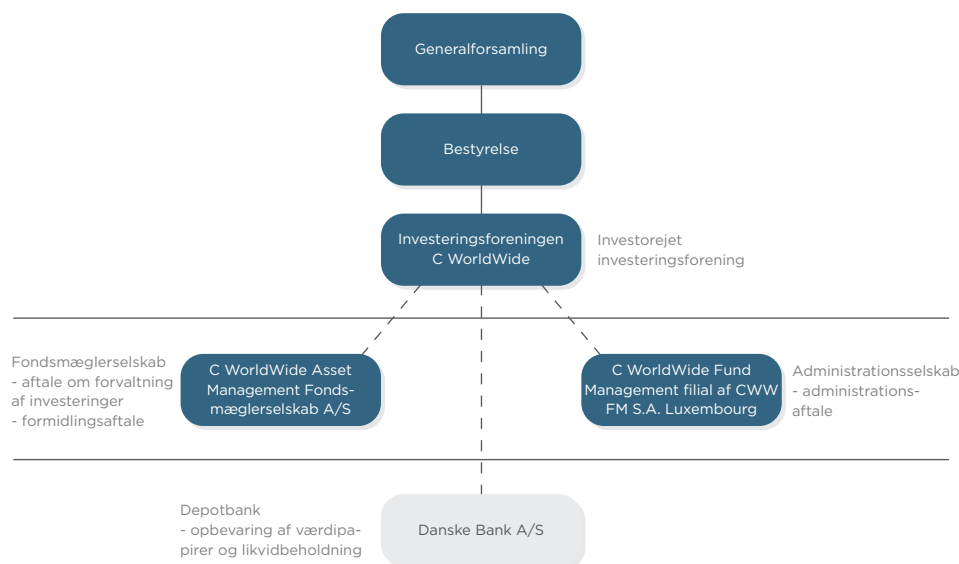 Generalforsamling
Bestyrelse
Investeringsforeningen
C WorldWide
Investorejet
investeringsforening
Fondsmæglerselskab
- aftale om forvaltning
af investeringer
- formidlingsaftale
C WorldWide Asset
Management Fonds-
mæglerselskab A/S
C WorldWide Fund
Management filial af CWW
FM S.A. Luxembourg
Administrationsselskab
- administrations-
aftale
Depotbank
- opbevaring af værdipa-
pirer og likvidbeholdning
Danske Bank A/S